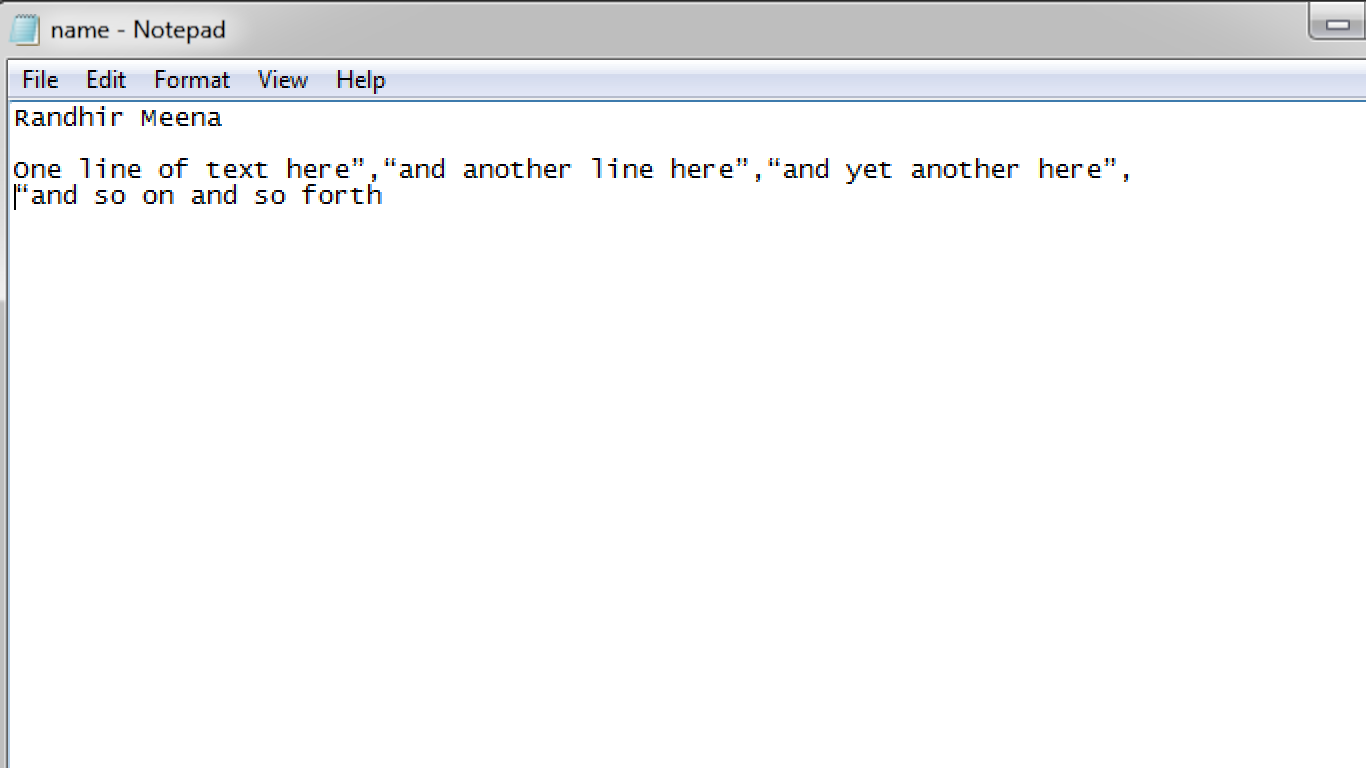 name - Notepad
File Edit Format View Help
Randhir Meena
One line of text here”,“and another line here”,“and yet another here”,
“and so on and so forth